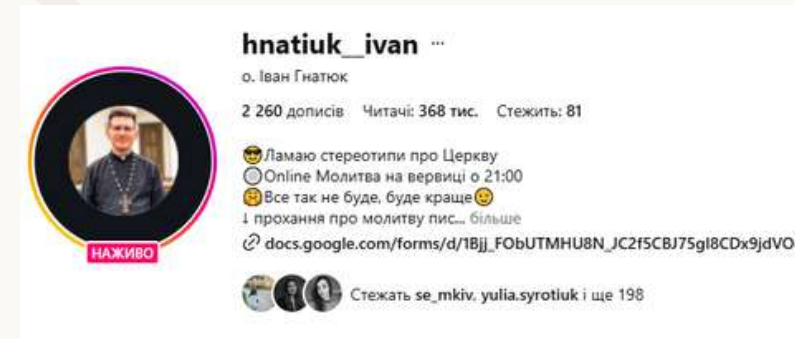 hnatiuk__ivan ...
о. Іван Гнатюк
2 260 дописів Читачі: 368 тис. Стежить: 81
😎Ламаю стереотипи про Церкву
⚪Online Молитва на вервиці о 21:00
🤗Все так не буде, буде краще😉
↓ прохання про молитву пис... більше
docs.google.com/forms/d/1Bjj_FObUTMHU8N_JC2f5CBJ75gI8CDx9jdVO
НАЖИВО
Стежать se_mkiv, yulia.syrotiuk і ще 198